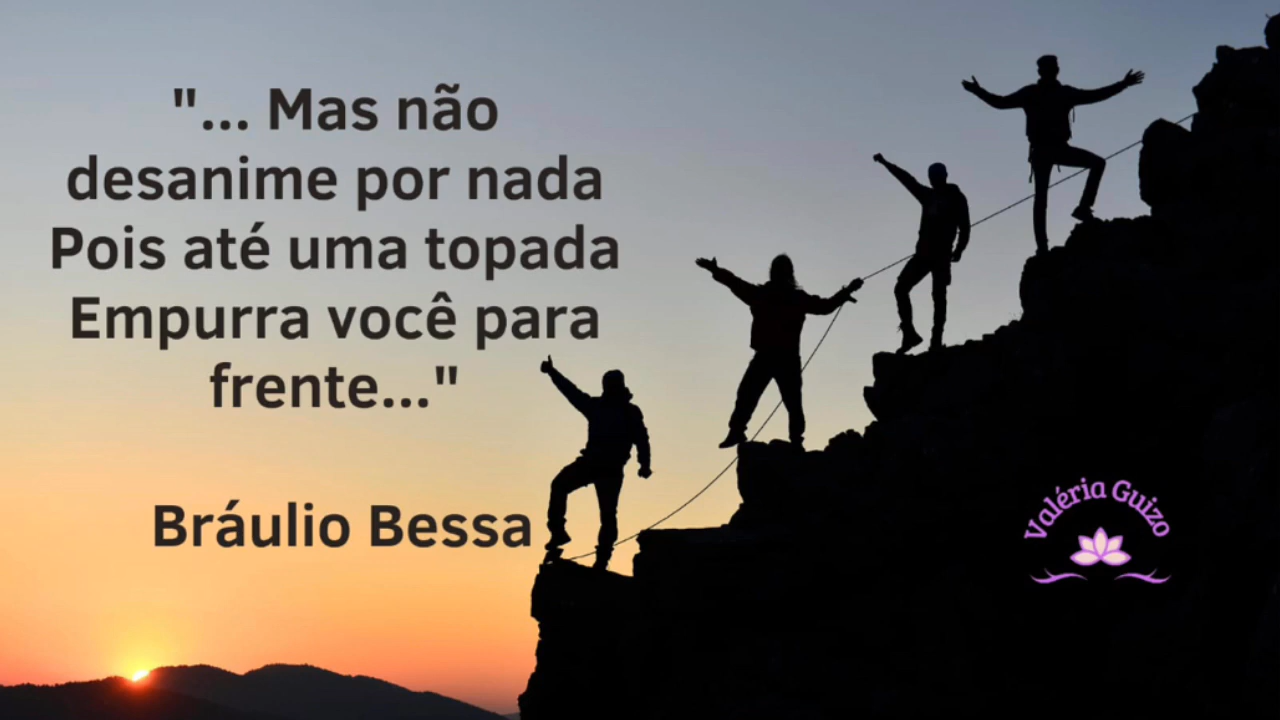 "... Mas não
desanime por nada
Pois até uma topada
Empurra você para
frente..."
Bráulio Bessa
Valéria Guizo